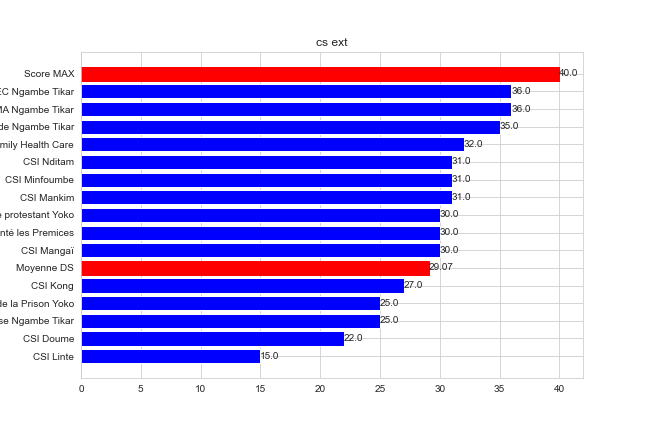 cs ext
Score MAX 40.0
EC Ngambe Tikar 36.0
MA Ngambe Tikar 36.0
de Ngambe Tikar 35.0
mily Health Care 32.0
CSI Nditam 31.0
CSI Minfoumbe 31.0
CSI Mankim 31.0
e protestant Yoko 30.0
nté les Premices 30.0
CSI Mangaï 30.0
Moyenne DS 29.07
CSI Kong 27.0
de la Prison Yoko 25.0
se Ngambe Tikar 25.0
CSI Doume 22.0
CSI Linte 15.0
0 5 10 15 20 25 30 35 40